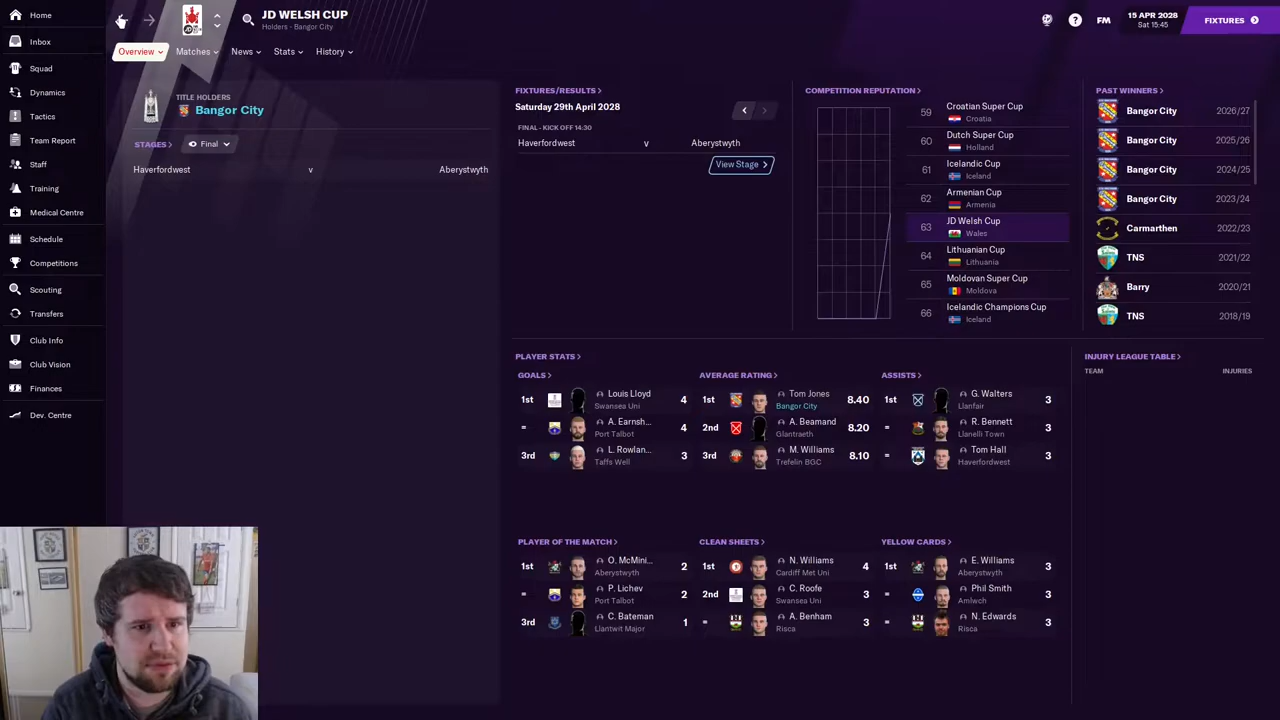 Home
Inbox
Squad
Dynamics
Tactics
Team Report
Staff
Training
Medical Centre
Schedule
Competitions
Scouting
Transfers
Club Info
Club Vision
Finances
Dev. Centre
JD WELSH CUP
Holders - Bangor City
? FM
15 APR 2028
Sat 15:45
FIXTURES
Overview Matches News Stats History
TITLE HOLDERS
Bangor City
STAGES > Final
Haverfordwest v Aberystwyth
FIXTURES/RESULTS >
Saturday 29th April 2028
FINAL - KICK OFF 14:30
Haverfordwest v Aberystwyth
View Stage >
COMPETITION REPUTATION >
59 Croatian Super Cup
Croatia
60 Dutch Super Cup
Holland
61 Icelandic Cup
Iceland
62 Armenian Cup
Armenia
63 JD Welsh Cup
Wales
64 Lithuanian Cup
Lithuania
65 Moldovan Super Cup
Moldova
66 Icelandic Champions Cup
Iceland
PAST WINNERS >
Bangor City 2026/27
Bangor City 2025/26
Bangor City 2024/25
Bangor City 2023/24
Carmarthen 2022/23
TNS 2021/22
Barry 2020/21
TNS 2018/19
PLAYER STATS >
GOALS >
1st Louis Lloyd 4
Swansea Uni
= A. Earnsh... 4
Port Talbot
3rd L. Rowlan... 3
Taffs Well
AVERAGE RATING >
1st Tom Jones 8.40
Bangor City
2nd A. Beamand 8.20
Glantraeth
3rd M. Williams 8.10
Trefelin BGC
ASSISTS >
1st G. Walters 3
Llanfair
= R. Bennett 3
Llanelli Town
= Tom Hall 3
Haverfordwest
PLAYER OF THE MATCH >
1st O. McMini... 2
Aberystwyth
= P. Lichev 2
Port Talbot
3rd C. Bateman 1
Llantwit Major
CLEAN SHEETS >
1st N. Williams 4
Cardiff Met Uni
2nd C. Roofe 3
Swansea Uni
= A. Benham 3
Risca
YELLOW CARDS >
1st E. Williams 3
Aberystwyth
= Phil Smith 3
Amlwch
= N. Edwards 3
Risca
INJURY LEAGUE TABLE >
TEAM INJURIES